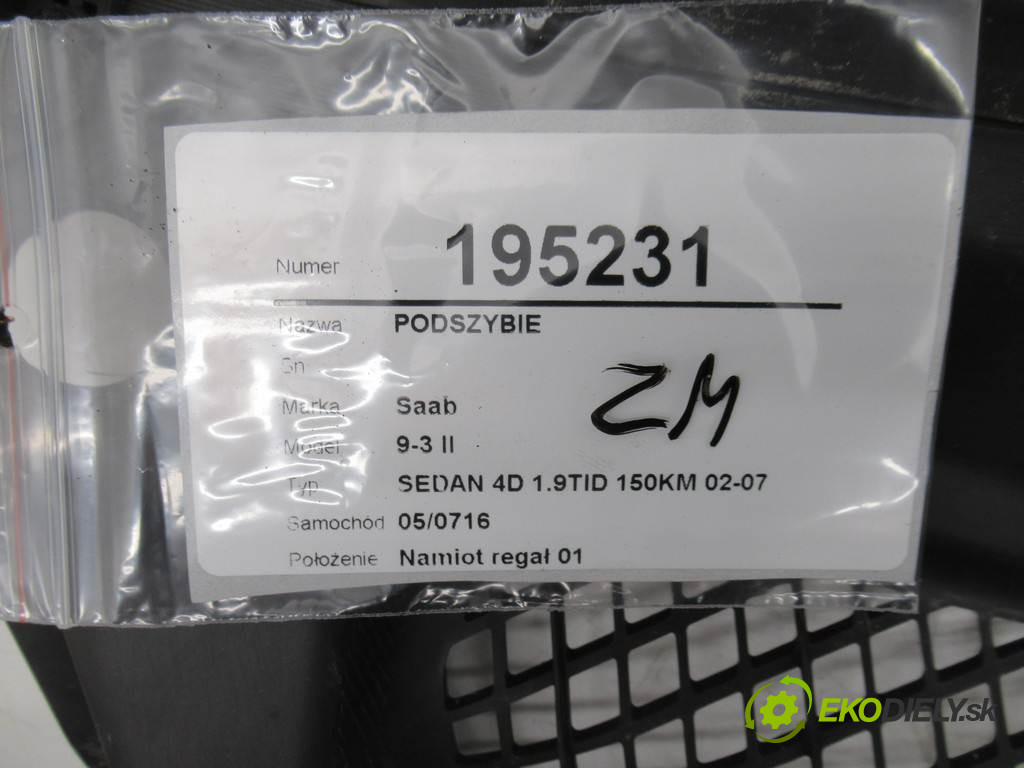 Numer 195231
Nazwa PODSZYBIE
Sn
Marka Saab
Model 9-3 II
Typ SEDAN 4D 1.9TID 150KM 02-07
Samochód 05/0716
Położenie Namiot regał 01
ZM
EKODIELY.sk